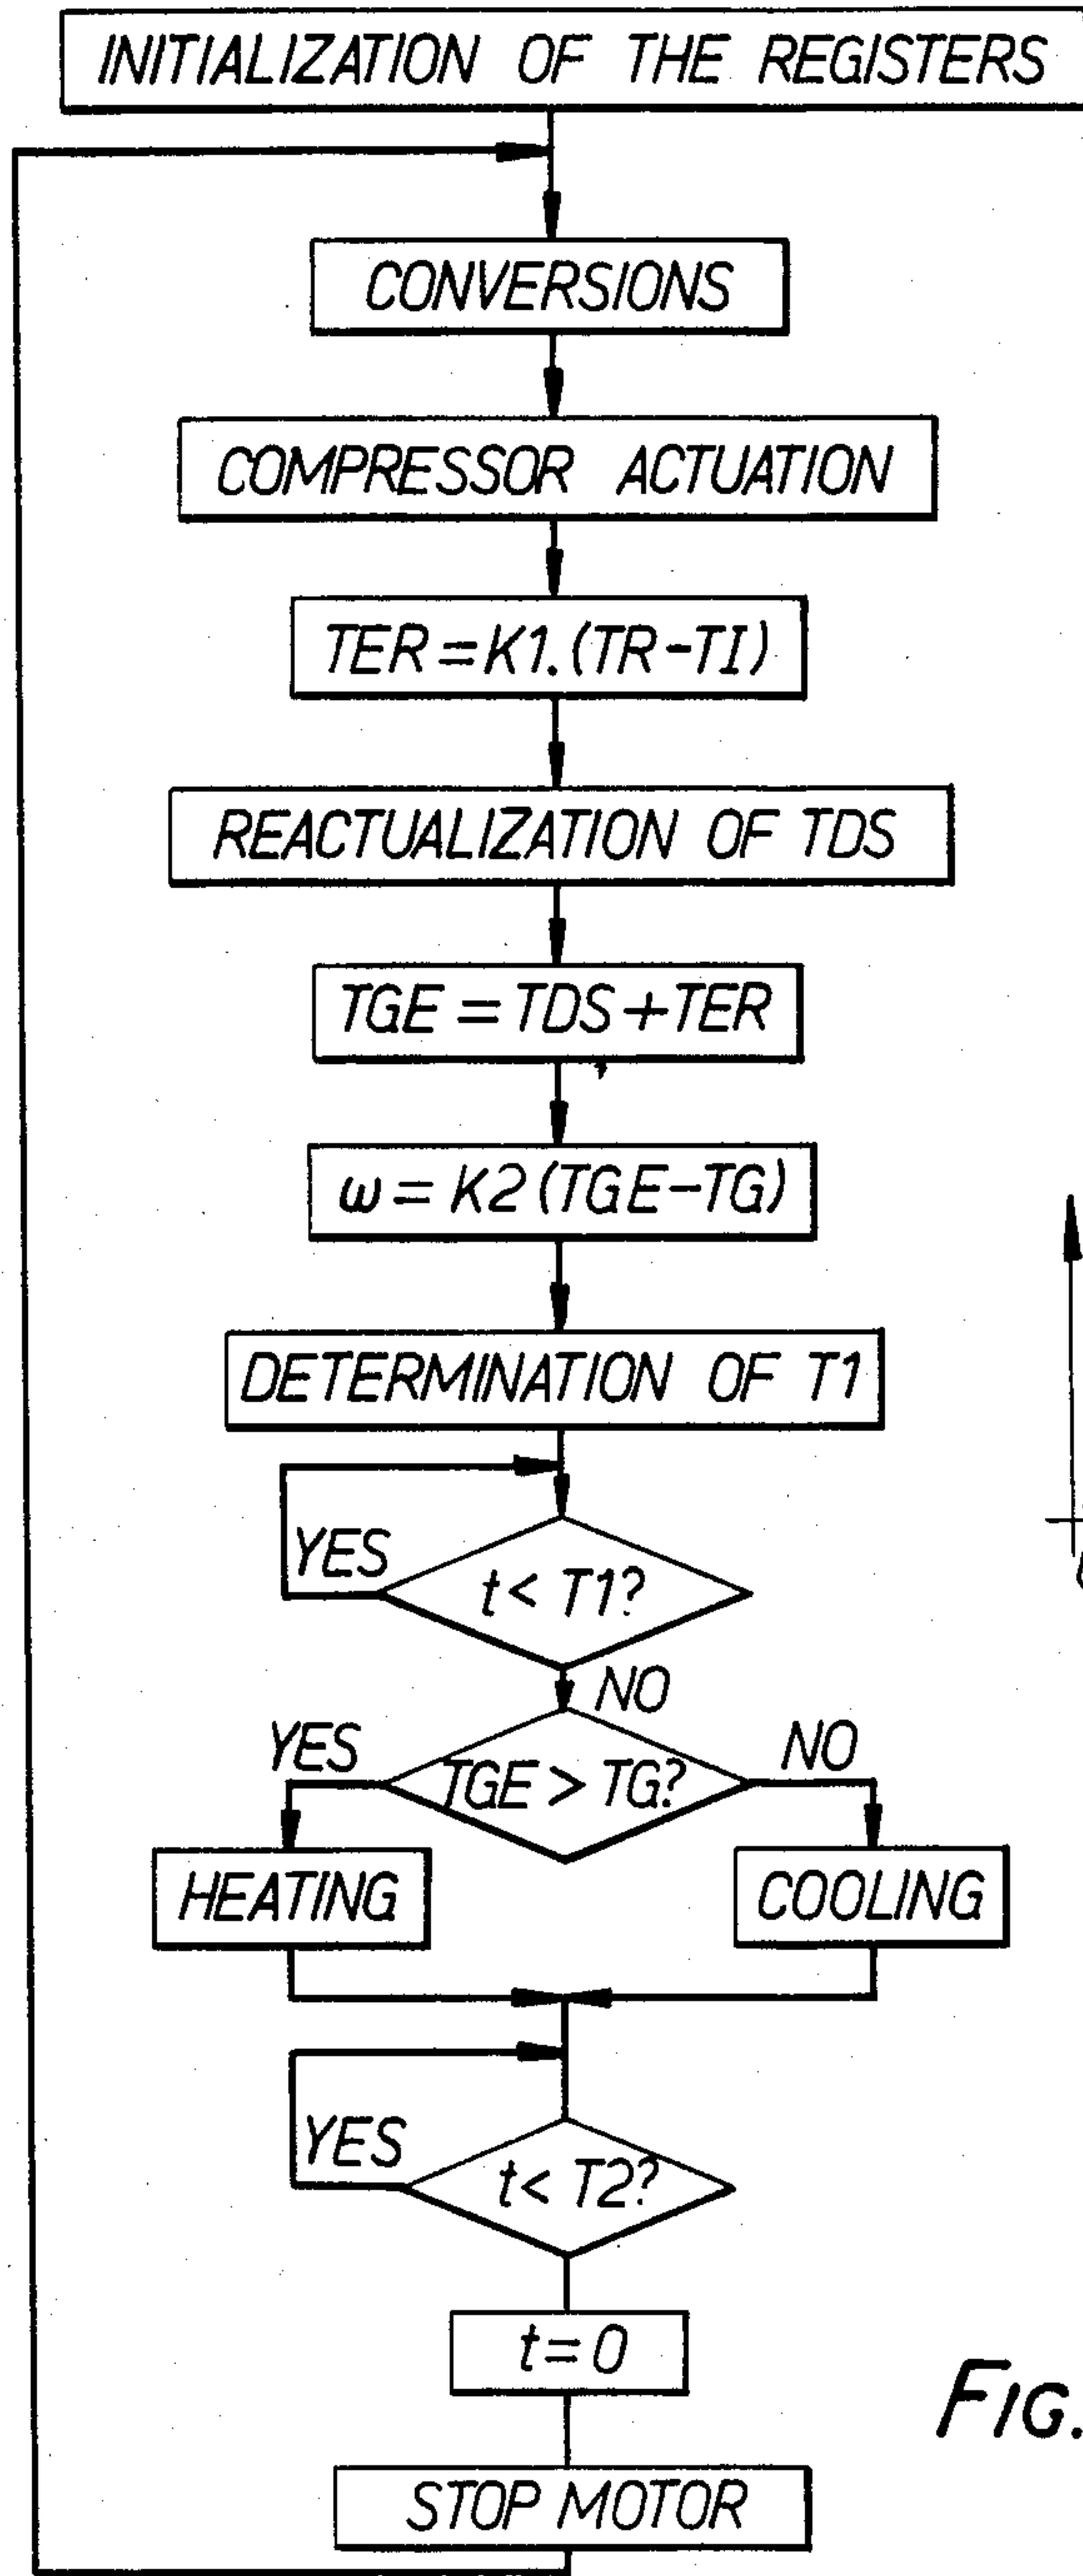 INITIALIZATION OF THE REGISTERS
CONVERSIONS
COMPRESSOR ACTUATION
TER = K1.(TR-TI)
REACTUALIZATION OF TDS
TGE = TDS + TER
ω = K2 (TGE-TG)
DETERMINATION OF T1
YES
t < T1?
NO
YES
TGE > TG?
NO
HEATING
COOLING
YES
t < T2?
t = 0
FIG.
STOP MOTOR